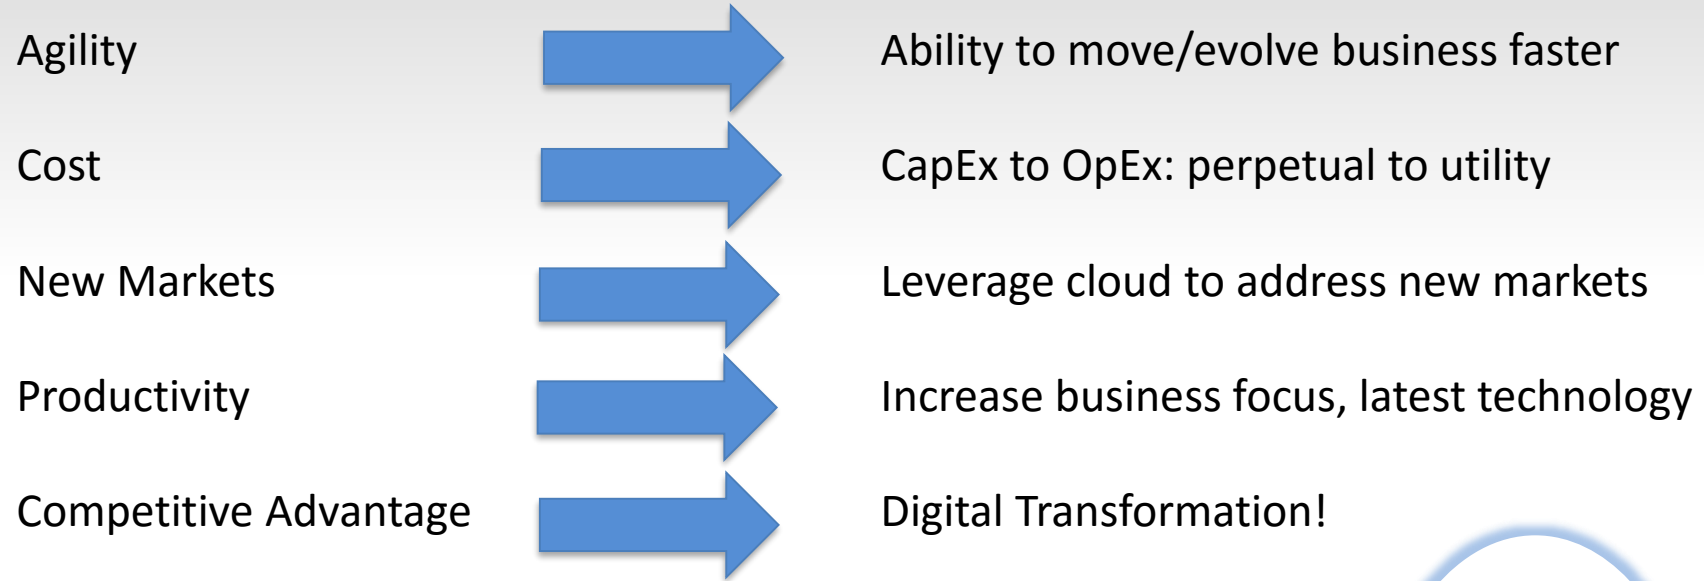 Agility
Ability to move/evolve business faster
Cost
CapEx to OpEx: perpetual to utility
New Markets
Leverage cloud to address new markets
Productivity
Increase business focus, latest technology
Competitive Advantage
Digital Transformation!